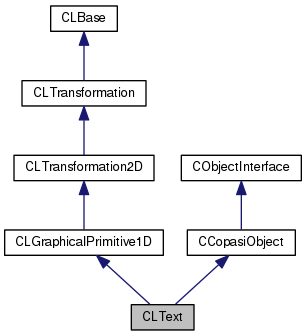 CLBase
CLTransformation
CLTransformation2D
CObjectInterface
CLGraphicalPrimitive1D
CCopasiObject
CLText